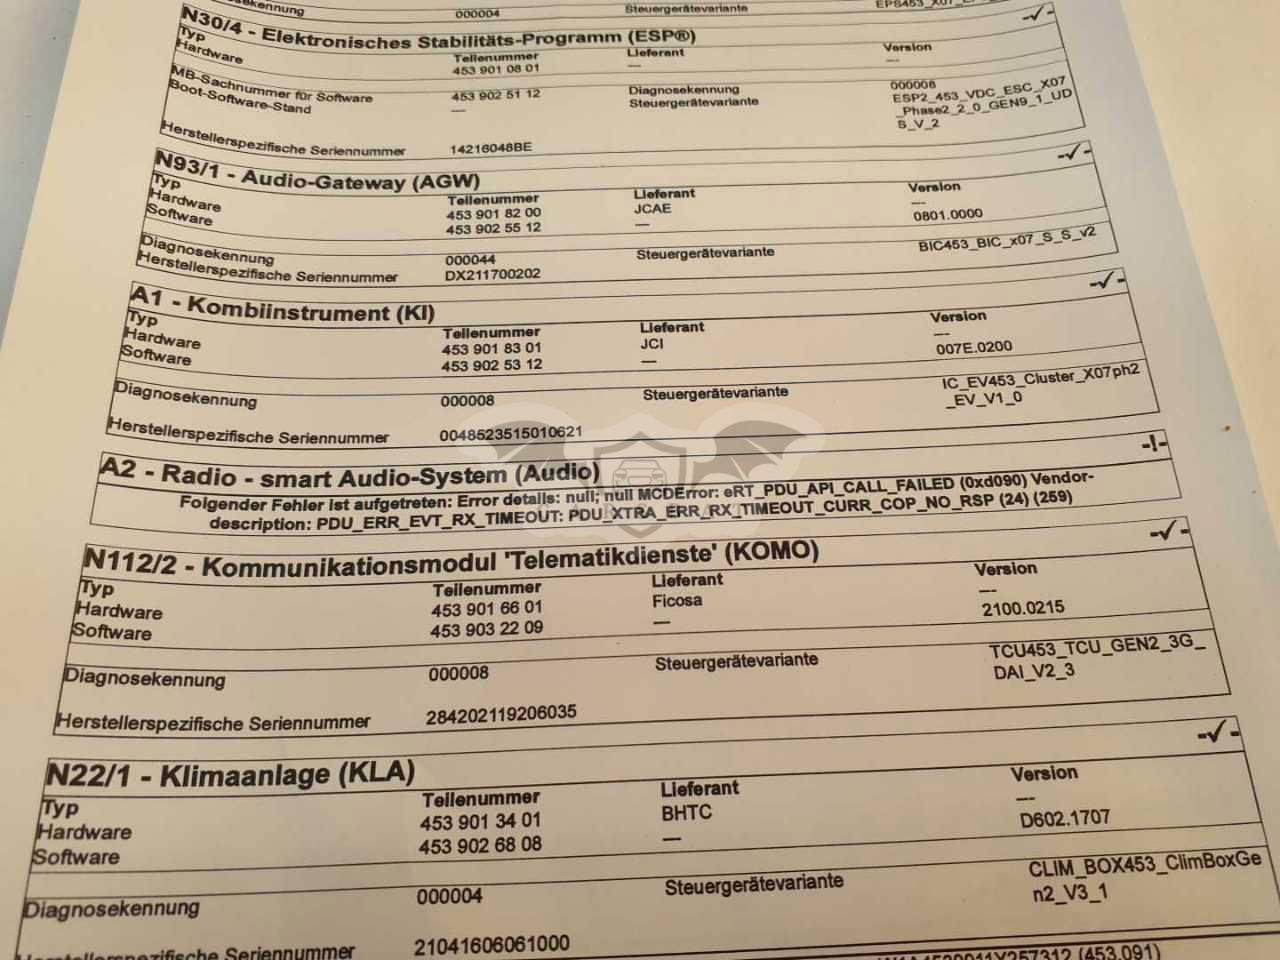 000004 Steuergerätevariante
N30/4 - Elektronisches Stabilitäts-Programm (ESP®) -✓-
Typ Teilenummer Lieferant Version
Hardware 453 901 08 01 --- ---
MB-Sachnummer für Software 453 902 51 12 Diagnosekennung 000008
Boot-Software-Stand --- Steuergerätevariante ESP2_453_VDC_ESC_X07
_Phase2_2_0_GEN9_1_UD
S_V_2
Herstellerspezifische Seriennummer 14216048BE
N93/1 - Audio-Gateway (AGW) -✓-
Typ Teilenummer Lieferant Version
Hardware 453 901 82 00 JCAE ---
Software 453 902 55 12 --- 0801.0000
Diagnosekennung 000044 Steuergerätevariante BIC453_BIC_x07_S_S_v2
Herstellerspezifische Seriennummer DX211700202
A1 - Kombiinstrument (KI) -✓-
Typ Teilenummer Lieferant Version
Hardware 453 901 83 01 JCI ---
Software 453 902 53 12 --- 007E.0200
Diagnosekennung 000008 Steuergerätevariante IC_EV453_Cluster_X07ph2
_EV_V1_0
Herstellerspezifische Seriennummer 0048523515010621
A2 - Radio - smart Audio-System (Audio) -!-
Folgender Fehler ist aufgetreten: Error details: null; null MCDError: eRT_PDU_API_CALL_FAILED (0xd090) Vendor-
description: PDU_ERR_EVT_RX_TIMEOUT: PDU_XTRA_ERR_RX_TIMEOUT_CURR_COP_NO_RSP (24) (259)
N112/2 - Kommunikationsmodul 'Telematikdienste' (KOMO) -✓-
Typ Teilenummer Lieferant Version
Hardware 453 901 66 01 Ficosa ---
Software 453 903 22 09 --- 2100.0215
Diagnosekennung 000008 Steuergerätevariante TCU453_TCU_GEN2_3G_
DAI_V2_3
Herstellerspezifische Seriennummer 284202119206035
N22/1 - Klimaanlage (KLA) -✓-
Typ Teilenummer Lieferant Version
Hardware 453 901 34 01 BHTC ---
Software 453 902 68 08 --- D602.1707
Diagnosekennung 000004 Steuergerätevariante CLIM_BOX453_ClimBoxGe
n2_V3_1
Herstellerspezifische Seriennummer 21041606061000
(453.091)